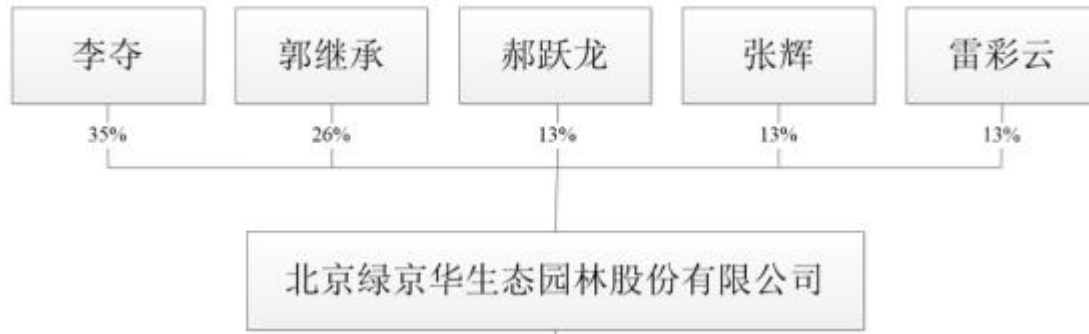 李夺 郭继承 郝跃龙 张辉 雷彩云
35% 26% 13% 13% 13%
北京绿京华生态园林股份有限公司